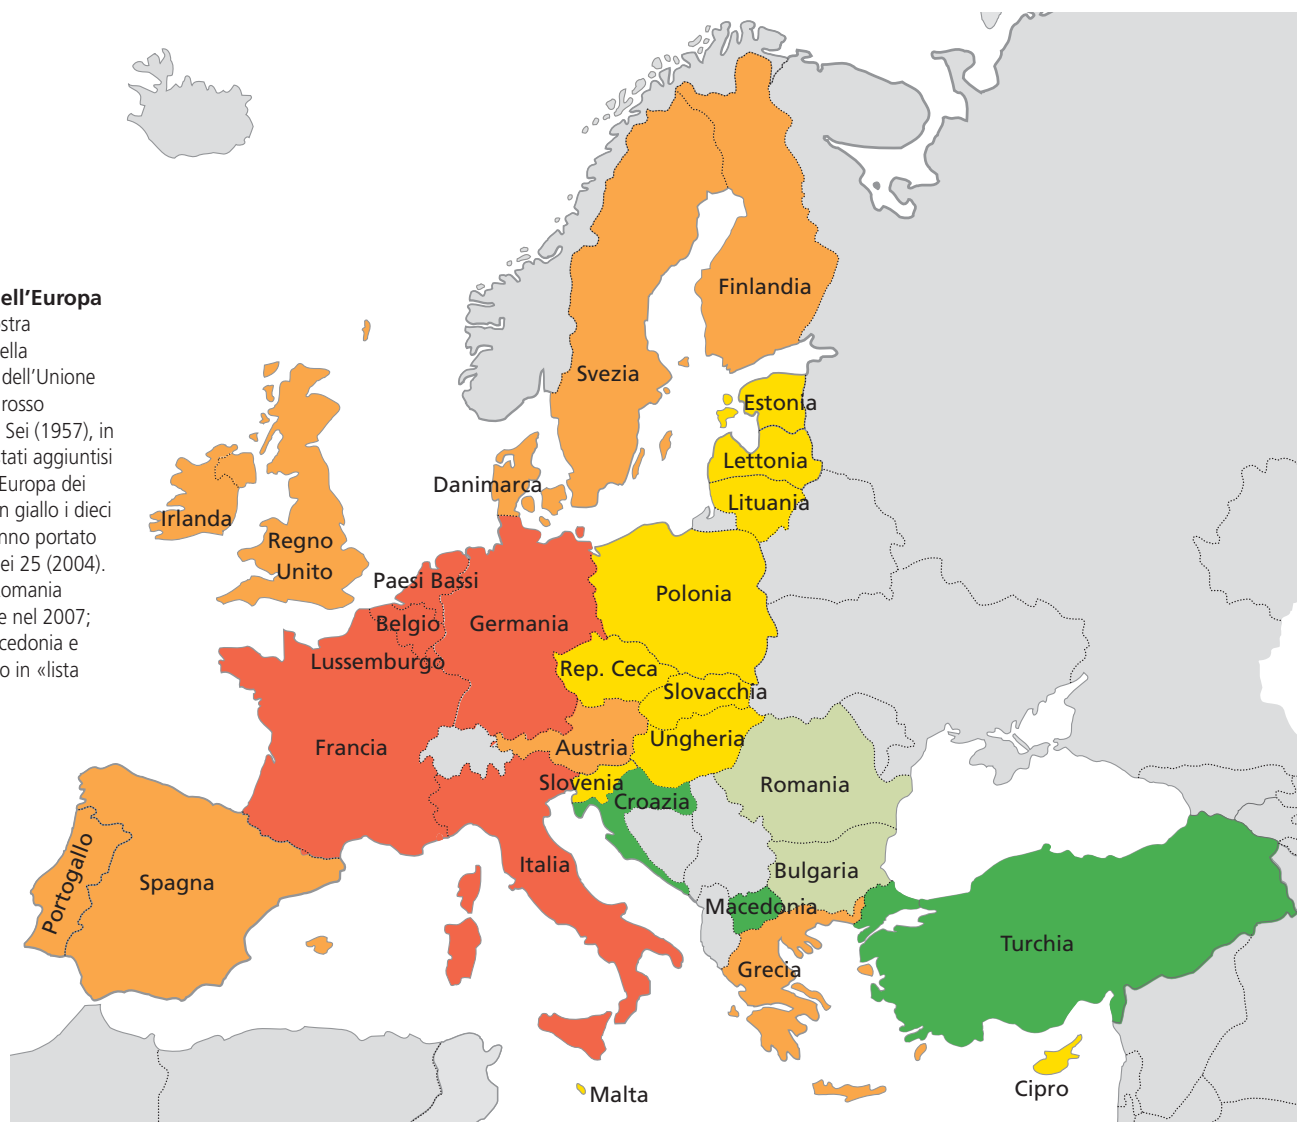 ell’Europa
stra
ella
dell’Unione
rosso
Sei (1957), in
tati aggiuntisi
Europa dei
n giallo i dieci
nno portato
ei 25 (2004).
omania
e nel 2007;
cedonia e
o in «lista
Finlandia
Svezia
Estonia
Lettonia
Lituania
Danimarca
Irlanda
Regno
Unito
Paesi Bassi
Belgio
Germania
Polonia
Lussemburgo
Rep. Ceca
Slovacchia
Francia
Austria
Ungheria
Slovenia
Croazia
Romania
Portogallo
Spagna
Italia
Bulgaria
Macedonia
Turchia
Grecia
Malta
Cipro